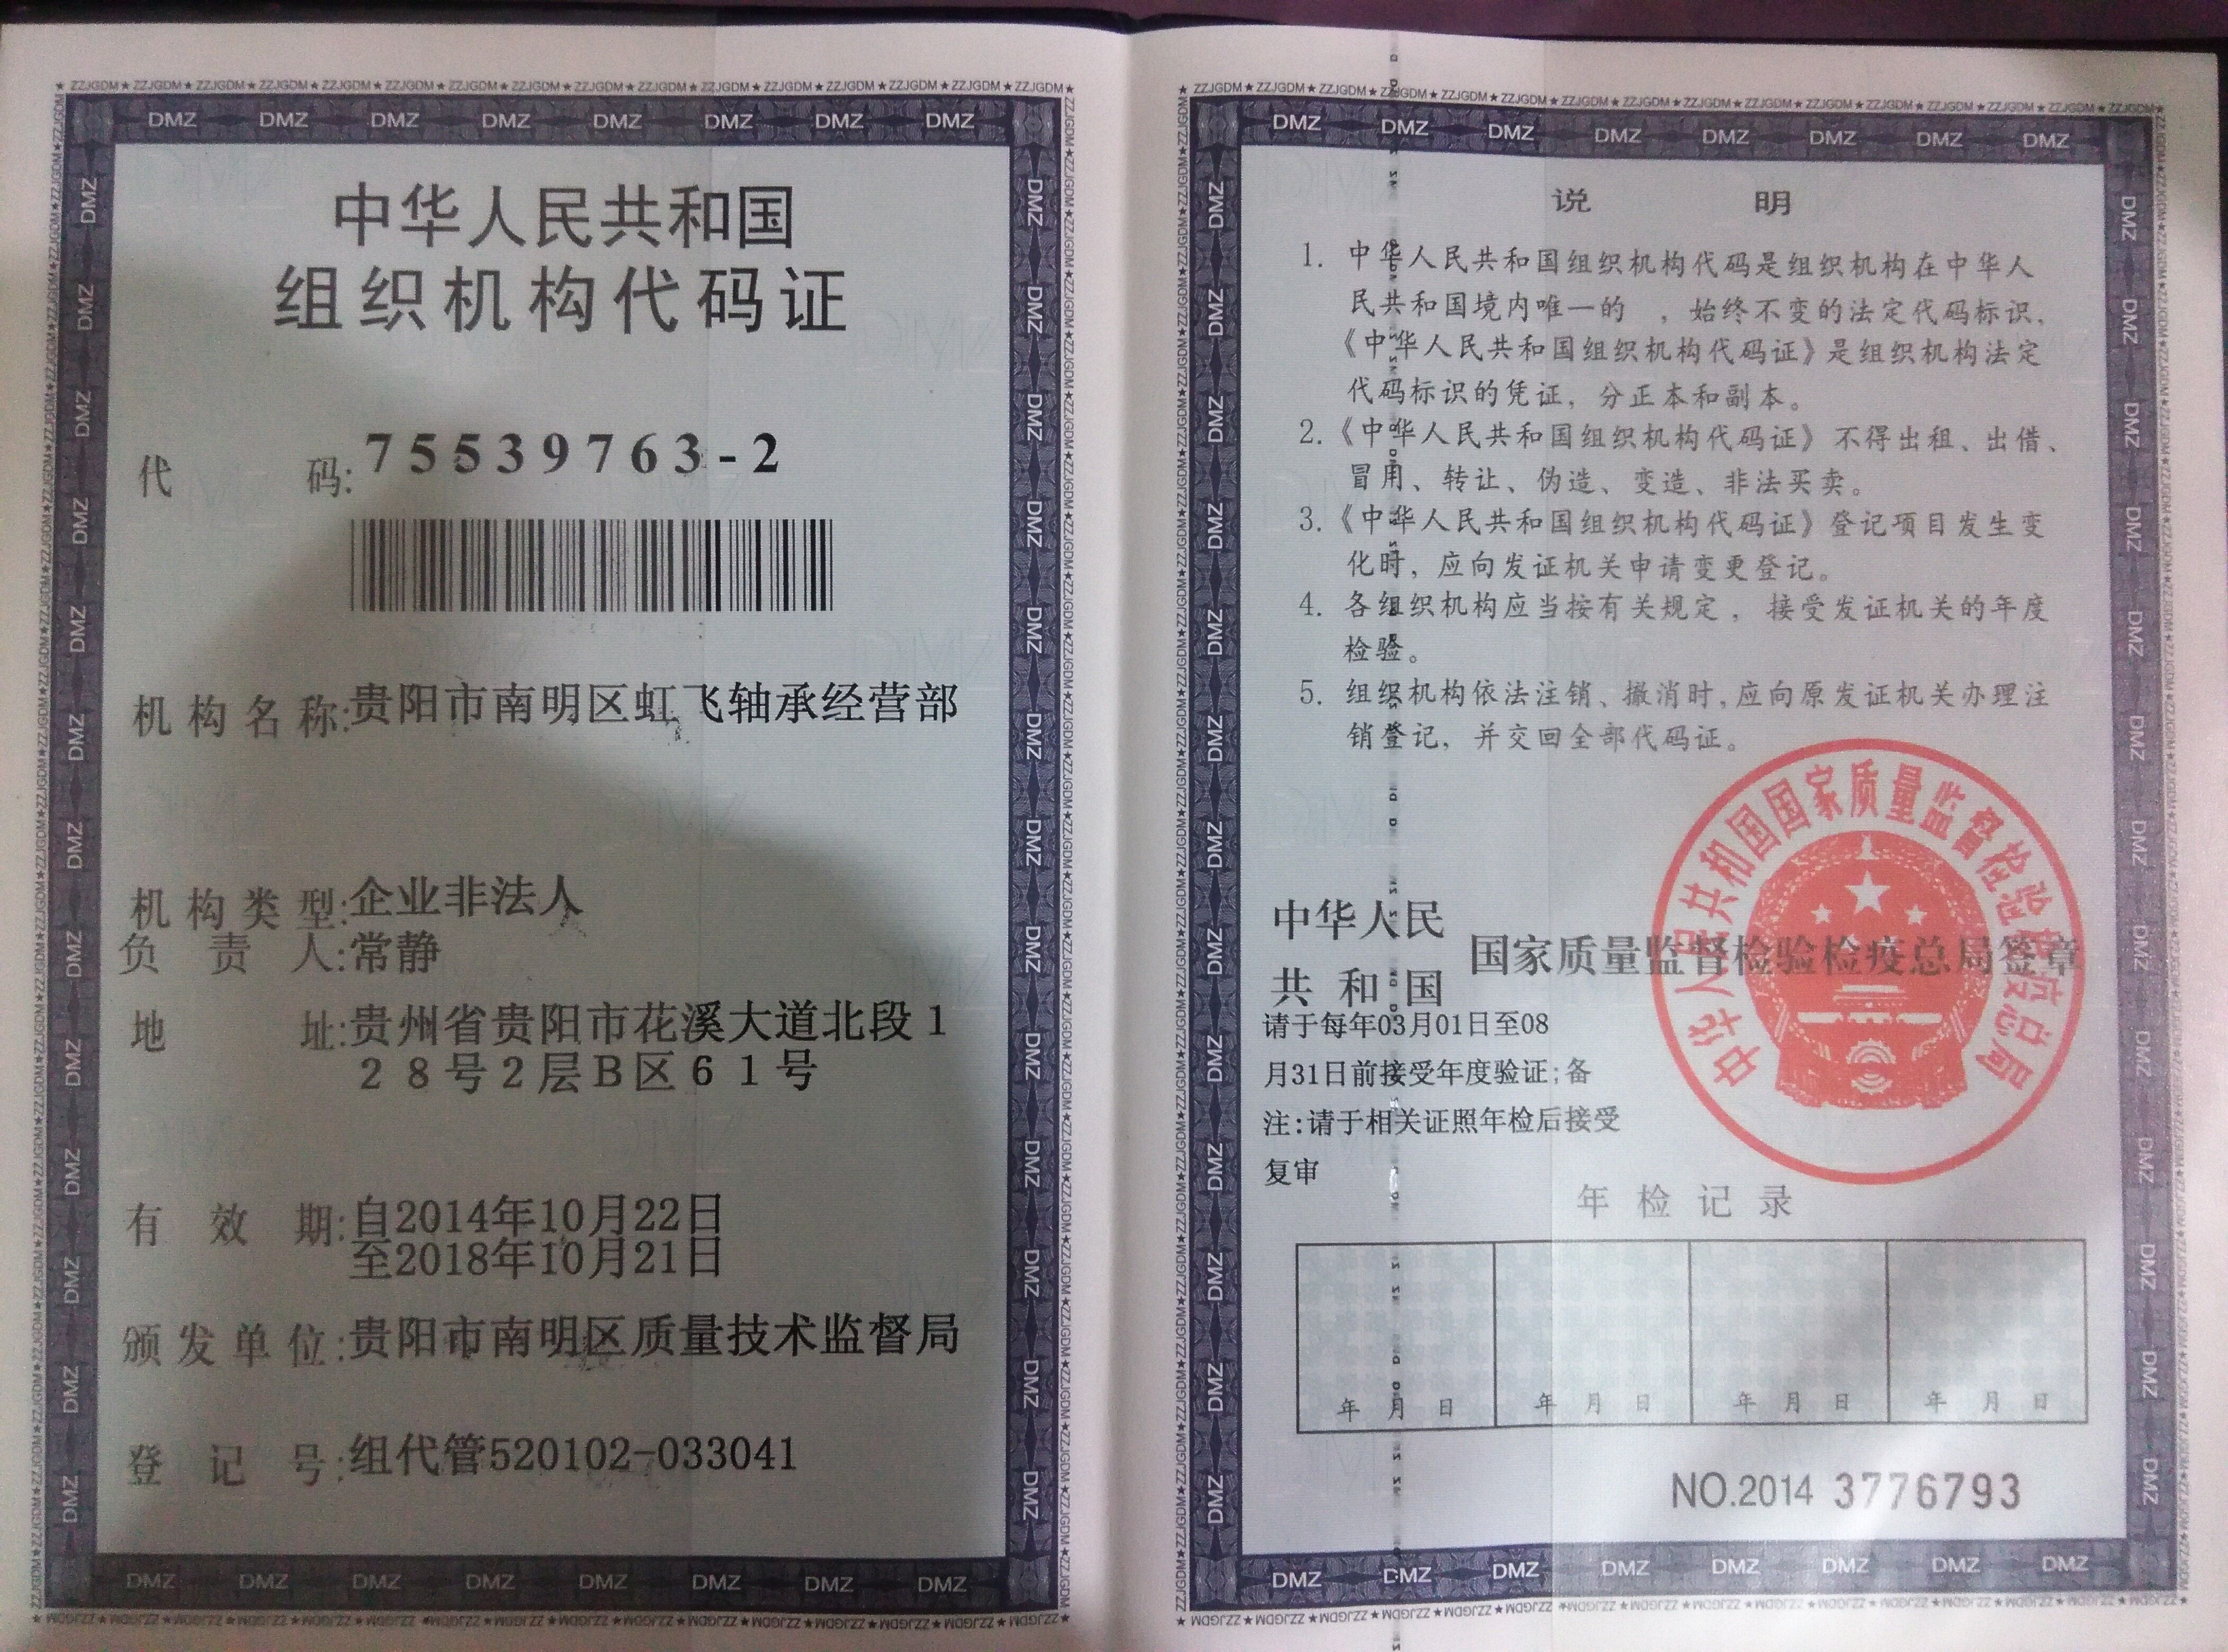 中华人民共和国
组织机构代码证
代码:75539763-2
机构名称:贵阳市南明区虹飞轴承经营部
机构类型:企业非法人
负责人:常静
地址:贵州省贵阳市花溪大道北段1
28号2层B区61号
有效期:自2014年10月22日
至2018年10月21日
颁发单位:贵阳市南明区质量技术监督局
登记号:组代管520102-033041
说明
1. 中华人民共和国组织机构代码是组织机构在中华人
民共和国境内唯一的 ,始终不变的法定代码标识,
《中华人民共和国组织机构代码证》是组织机构法定
代码标识的凭证, 分正本和副本。
2.《中华人民共和国组织机构代码证》不得出租、出借、
冒用、转让、伪造、变造、非法买卖。
3.《中华人民共和国组织机构代码证》登记项目发生变
化时, 应向发证机关申请变更登记。
4. 各组织机构应当按有关规定, 接受发证机关的年度
检验。
5. 组织机构依法注销、撤消时,应向原发证机关办理注
销登记, 并交回全部代码证。
中华人民
共和国
国家质量监督检验检疫总局签章
中华人民共和国国家质量监督检验检疫总局
请于每年03月01日至08
月31日前接受年度验证;备
注:请于相关证照年检后接受
复审
年检记录
年 月 日 年 月 日 年 月 日 年 月 日
NO.2014 3776793
DMZ
ZZJGDM